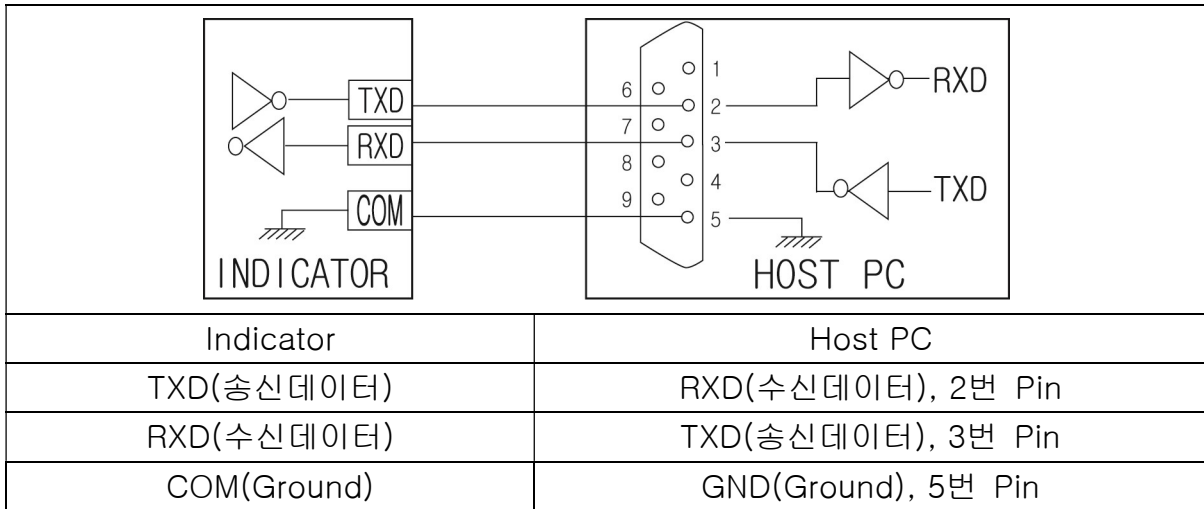 TXD
RXD
COM
INDICATOR
1
6
2
7
3
8
4
9
5
RXD
TXD
HOST PC
Indicator Host PC
TXD(송신데이터) RXD(수신데이터), 2번 Pin
RXD(수신데이터) TXD(송신데이터), 3번 Pin
COM(Ground) GND(Ground), 5번 Pin